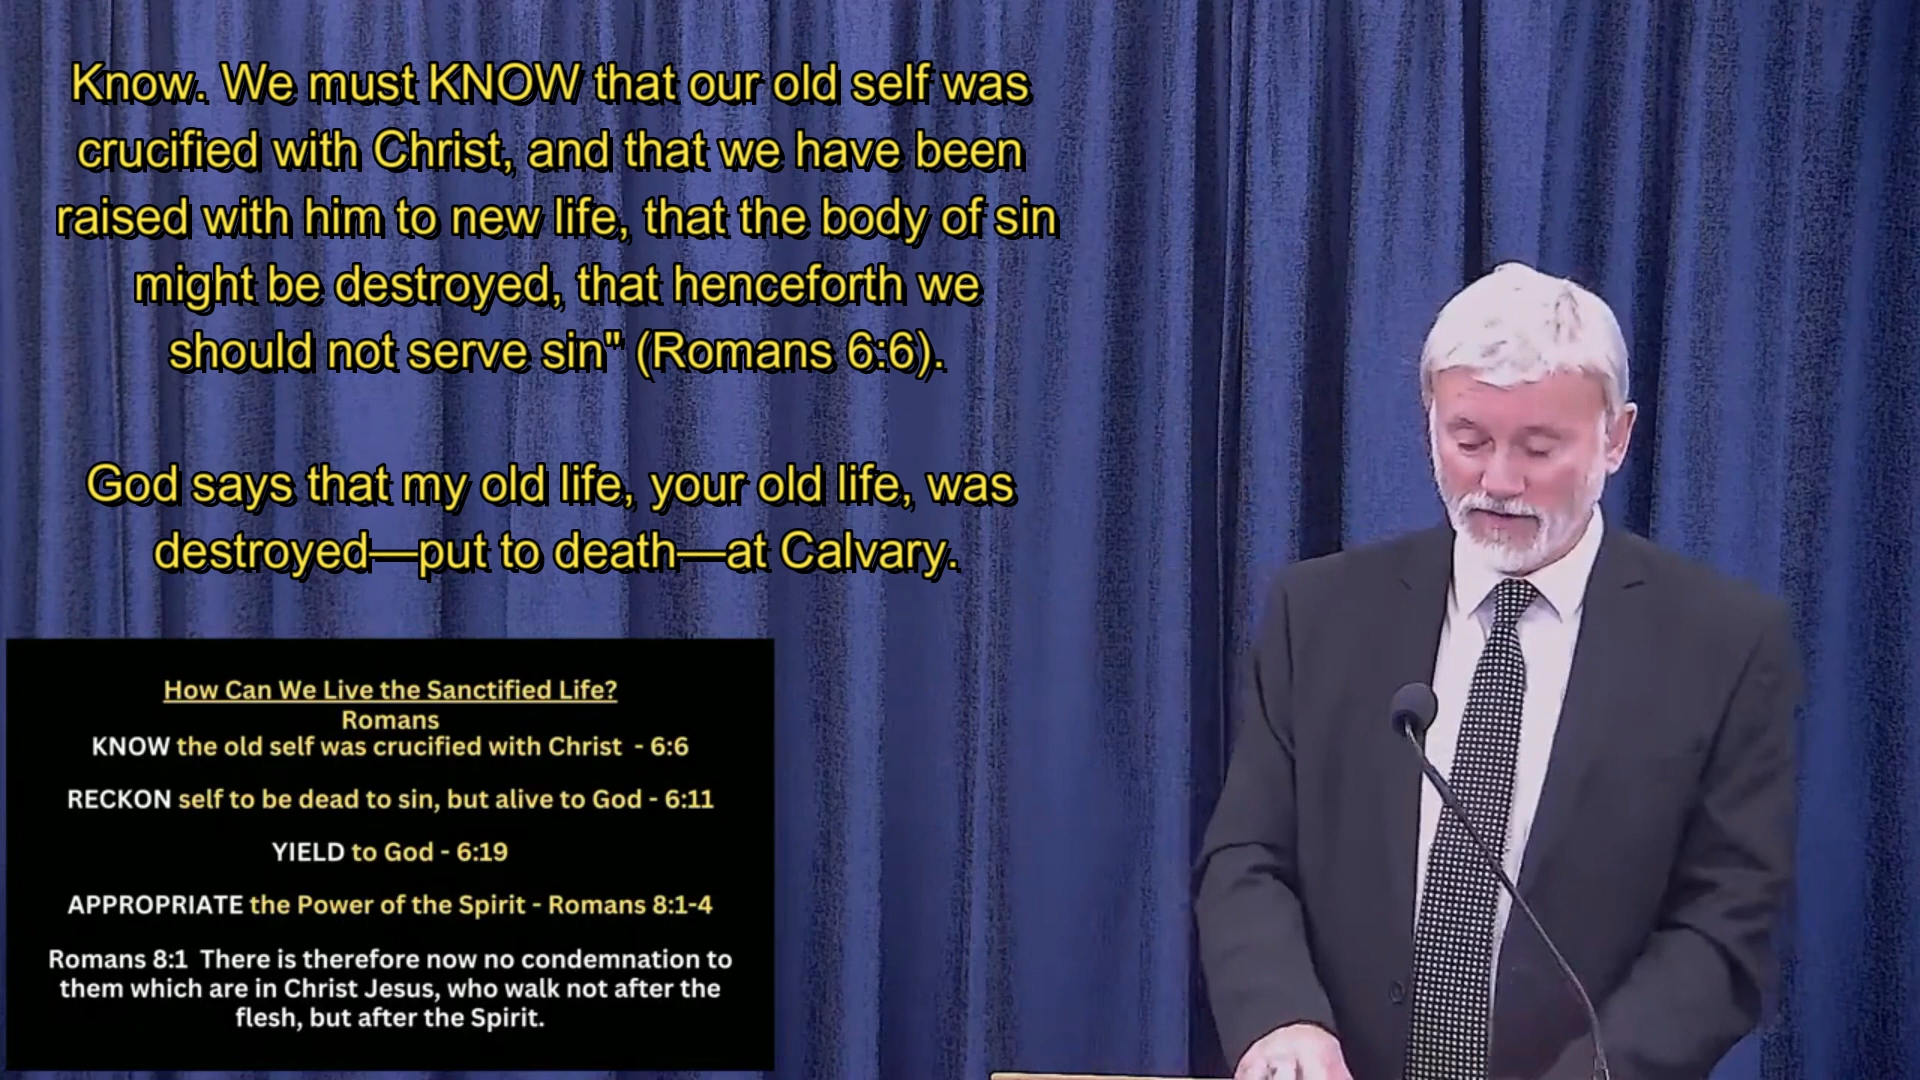 Know. We must KNOW that our old self was
crucified with Christ, and that we have been
raised with him to new life, that the body of sin
might be destroyed, that henceforth we
should not serve sin" (Romans 6:6).
God says that my old life, your old life, was
destroyed—put to death—at Calvary.
How Can We Live the Sanctified Life?
Romans
KNOW the old self was crucified with Christ - 6:6
RECKON self to be dead to sin, but alive to God - 6:11
YIELD to God - 6:19
APPROPRIATE the Power of the Spirit - Romans 8:1-4
Romans 8:1 There is therefore now no condemnation to
them which are in Christ Jesus, who walk not after the
flesh, but after the Spirit.